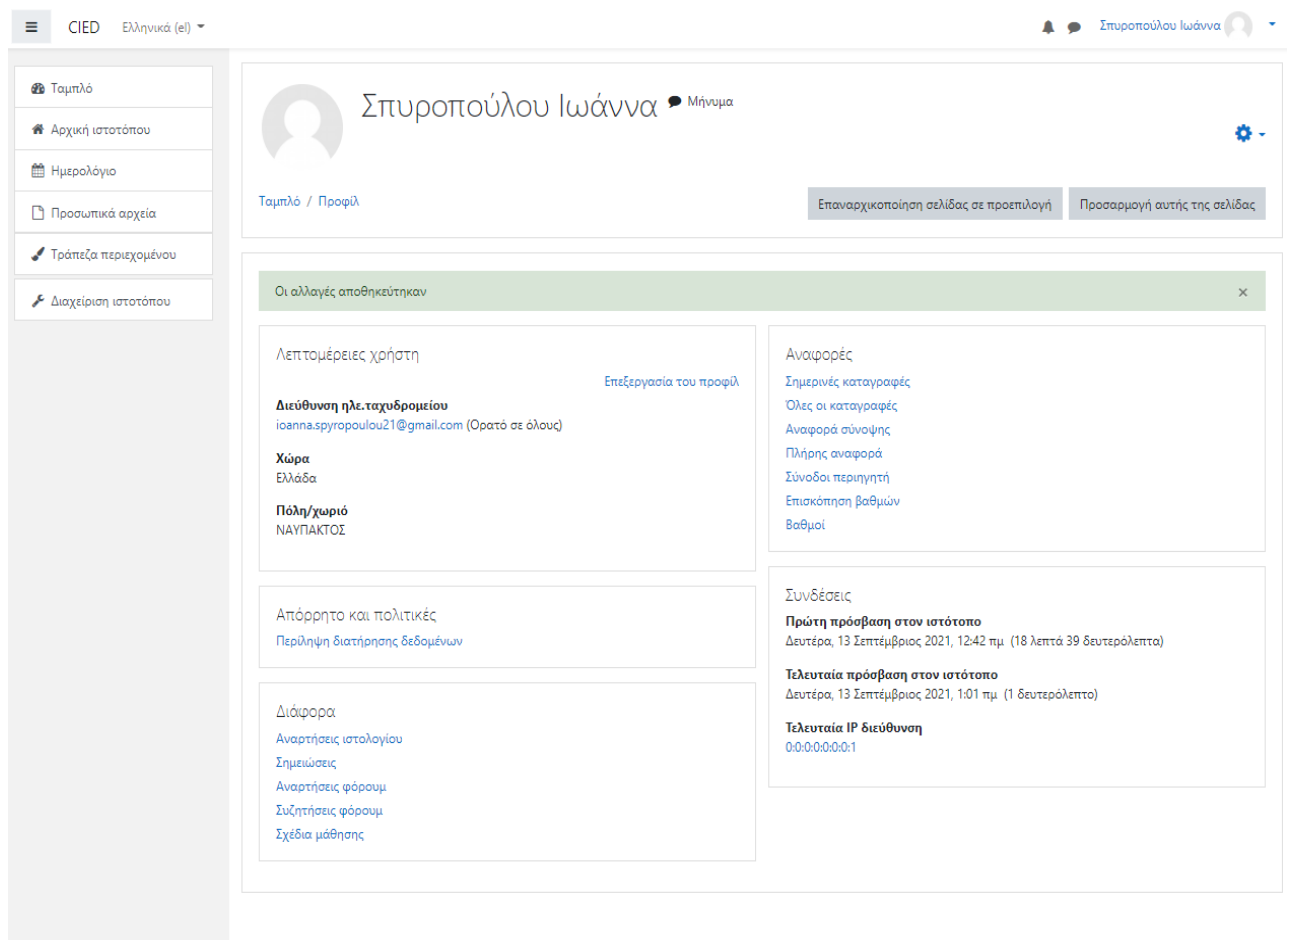 CIED Ελληνικά (el)
Σπυροπούλου Ιωάννα
Ταμπλό
Αρχική ιστοτόπου
Ημερολόγιο
Προσωπικά αρχεία
Τράπεζα περιεχομένου
Διαχείριση ιστοτόπου
Σπυροπούλου Ιωάννα Μήνυμα
Ταμπλό / Προφίλ
Επαναρχικοποίηση σελίδας σε προεπιλογή
Προσαρμογή αυτής της σελίδας
Οι αλλαγές αποθηκεύτηκαν ×
Λεπτομέρειες χρήστη
Επεξεργασία του προφίλ
Διεύθυνση ηλε.ταχυδρομείου
ioanna.spyropoulou21@gmail.com (Ορατό σε όλους)
Χώρα
Ελλάδα
Πόλη/χωριό
ΝΑΥΠΑΚΤΟΣ
Απόρρητο και πολιτικές
Περίληψη διατήρησης δεδομένων
Διάφορα
Αναρτήσεις ιστολογίου
Σημειώσεις
Αναρτήσεις φόρουμ
Συζητήσεις φόρουμ
Σχέδια μάθησης
Αναφορές
Σημερινές καταγραφές
Όλες οι καταγραφές
Αναφορά σύνοψης
Πλήρης αναφορά
Σύνοδοι περιηγητή
Επισκόπηση βαθμών
Βαθμοί
Συνδέσεις
Πρώτη πρόσβαση στον ιστότοπο
Δευτέρα, 13 Σεπτέμβριος 2021, 12:42 πμ (18 λεπτά 39 δευτερόλεπτα)
Τελευταία πρόσβαση στον ιστότοπο
Δευτέρα, 13 Σεπτέμβριος 2021, 1:01 πμ (1 δευτερόλεπτο)
Τελευταία IP διεύθυνση
0:0:0:0:0:0:0:1